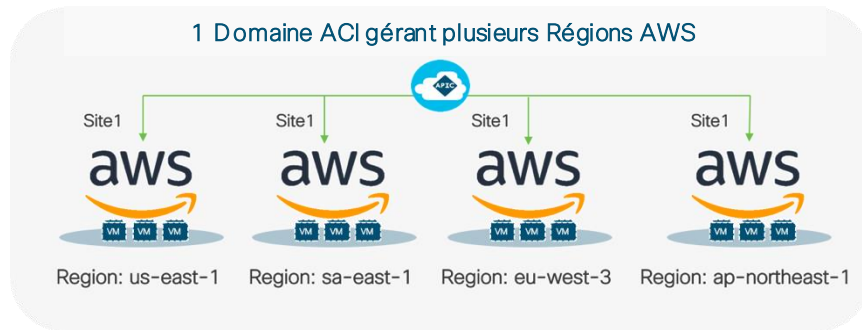 1 Domaine ACI gérant plusieurs Régions AWS
APIC
Site1 Site1 Site1 Site1
aws aws aws aws
VM VM VM VM VM VM VM VM VM VM VM VM
Region: us-east-1 Region: sa-east-1 Region: eu-west-3 Region: ap-northeast-1